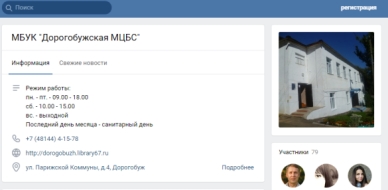 Поиск
регистрация
МБУК "Дорогобужская МЦБС"
Информация
Свежие новости
Режим работы:
пн. - пт. - 09.00 - 18.00
сб. - 10.00 - 15.00
вс. - выходной
Последний день месяца - санитарный день
+7 (48144) 4-15-78
http://dorogobuzh.library67.ru
ул. Парижской Коммуны, д.4, Дорогобуж
Подробнее
Участники 79